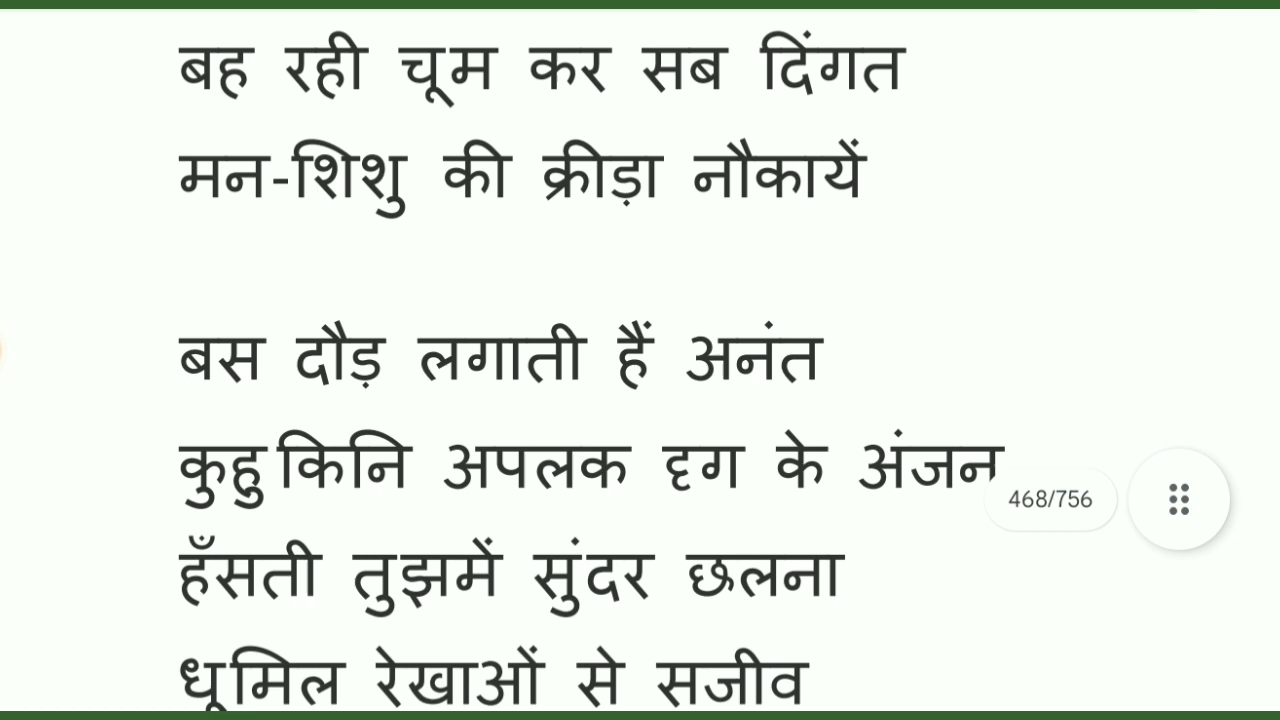 बह रही चूम कर सब दिंगत
मन-शिशु की क्रीड़ा नौकायें
बस दौड़ लगाती हैं अनंत
कुहुकिनि अपलक दृग के अंजन
468/756
हँसती तुझमें सुंदर छलना
धूमिल रेखाओं से सजीव